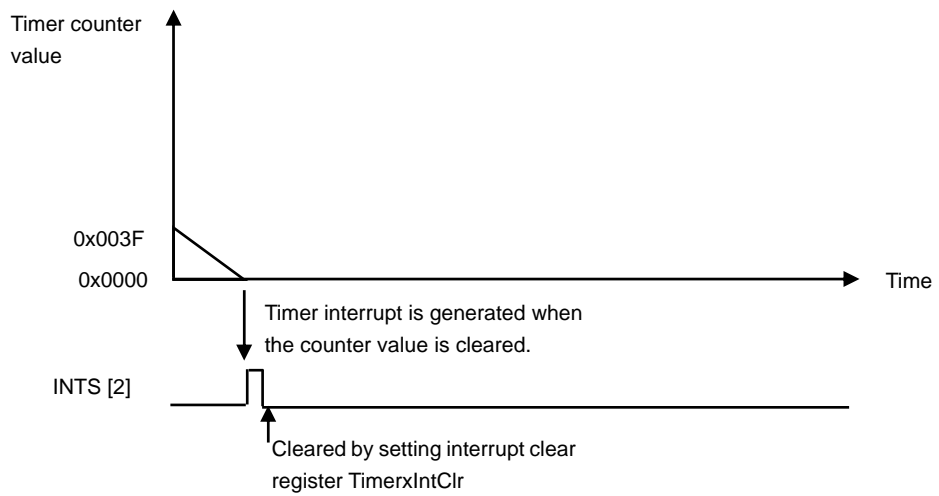 Timer counter
value
0x003F
0x0000
Time
Timer interrupt is generated when
the counter value is cleared.
INTS [2]
Cleared by setting interrupt clear
register TimerxIntClr